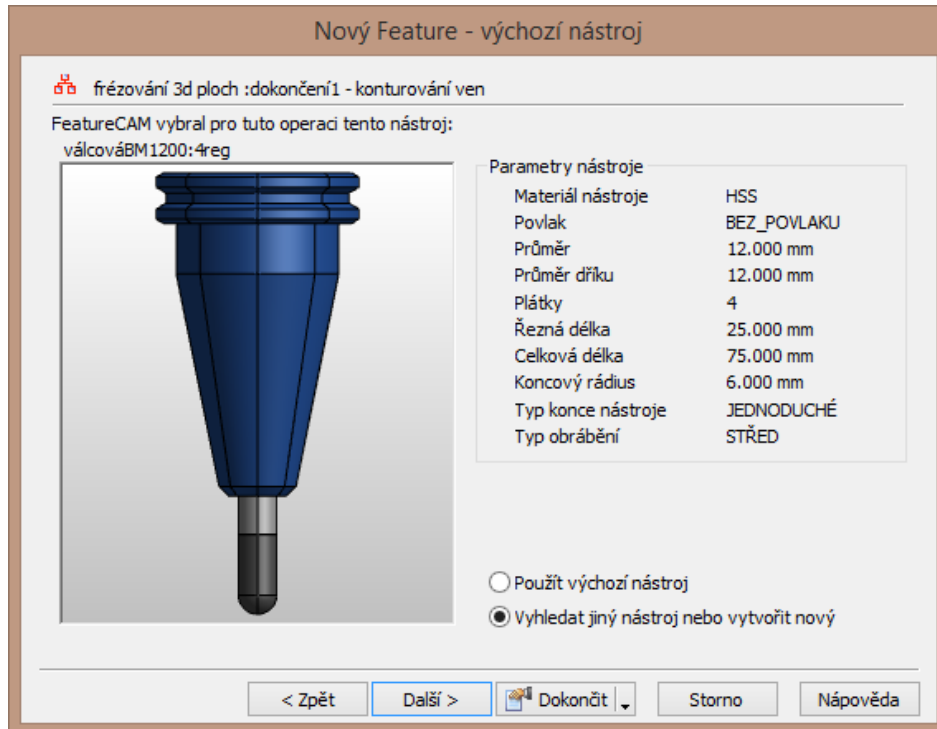 Nový Feature - výchozí nástroj
frézování 3d ploch :dokončení1 - konturování ven
FeatureCAM vybral pro tuto operaci tento nástroj:
válcováBM1200:4reg
Parametry nástroje
Materiál nástroje HSS
Povlak BEZ_POVLAKU
Průměr 12.000 mm
Průměr dříku 12.000 mm
Plátky 4
Řezná délka 25.000 mm
Celková délka 75.000 mm
Koncový rádius 6.000 mm
Typ konce nástroje JEDNODUCHÉ
Typ obrábění STŘED
Použít výchozí nástroj
Vyhledat jiný nástroj nebo vytvořit nový
< Zpět Další > Dokončit Storno Nápověda